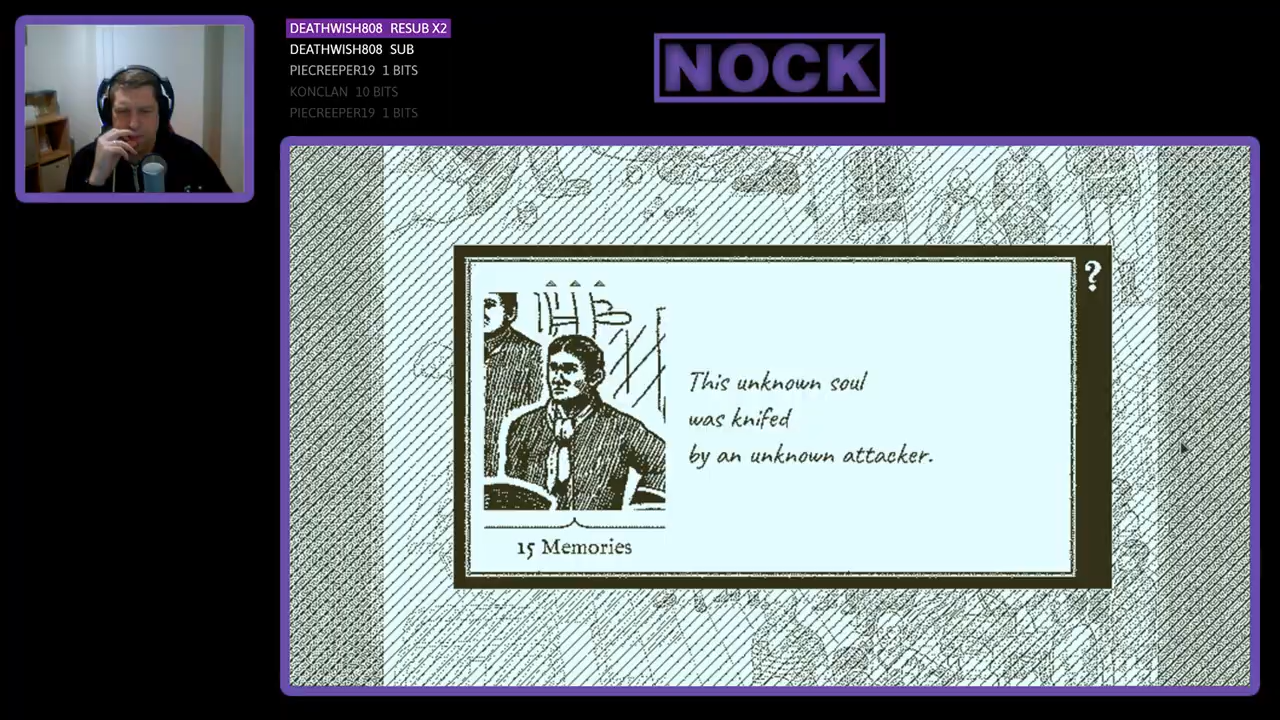 DEATHWISH808 RESUB X2
DEATHWISH808 SUB
PIECREEPER19 1 BITS
KONCLAN 10 BITS
PIECREEPER19 1 BITS
NOCK
?
This unknown soul
was knifed
by an unknown attacker.
15 Memories